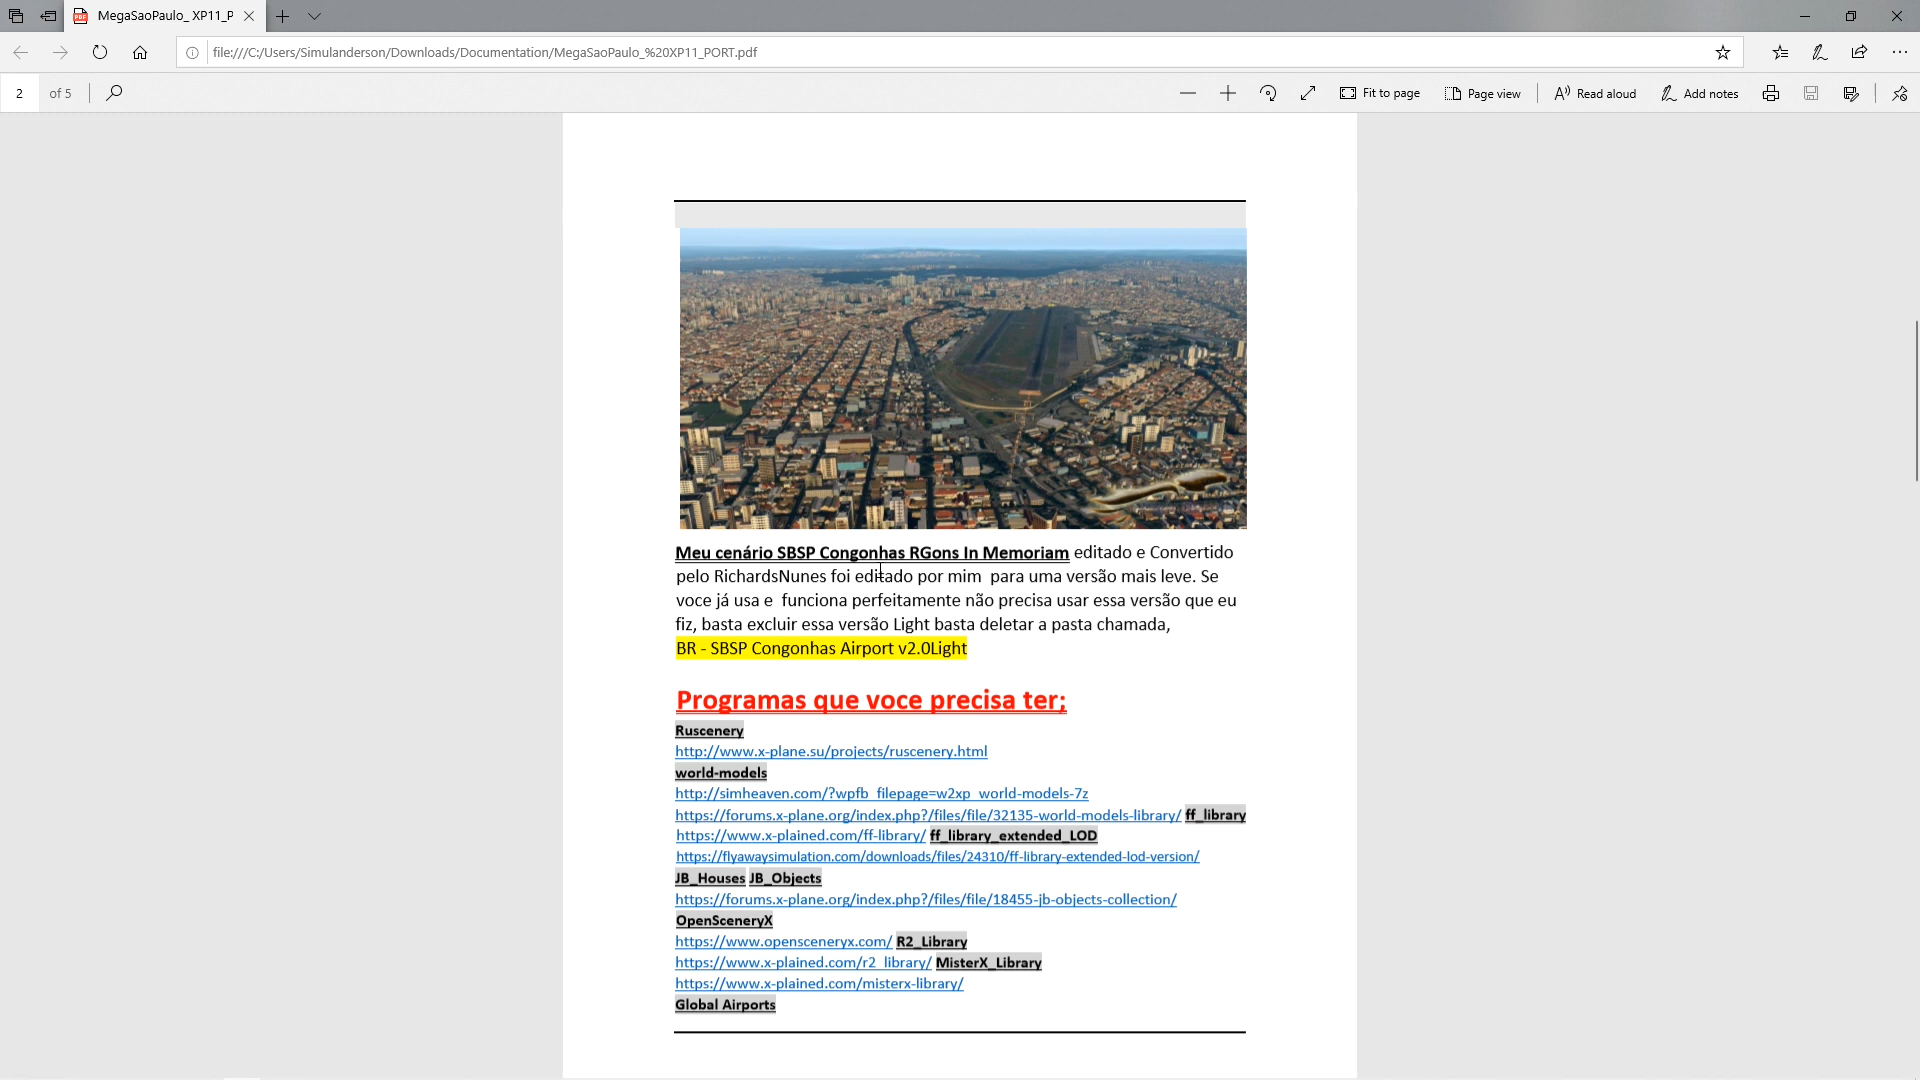 MegaSaoPaulo_ XP11_P
file:///C:/Users/Simulanderson/Downloads/Documentation/MegaSaoPaulo_%20XP11_PORT.pdf
2 of 5
Fit to page
Page view
Read aloud
Add notes
Meu cenário SBSP Congonhas RGons In Memoriam editado e Convertido
pelo RichardsNunes foi editado por mim para uma versão mais leve. Se
voce já usa e funciona perfeitamente não precisa usar essa versão que eu
fiz, basta excluir essa versão Light basta deletar a pasta chamada,
BR - SBSP Congonhas Airport v2.0Light
Programas que voce precisa ter;
Ruscenery
http://www.x-plane.su/projects/ruscenery.html
world-models
http://simheaven.com/?wpfb_filepage=w2xp_world-models-7z
https://forums.x-plane.org/index.php?/files/file/32135-world-models-library/ ff_library
https://www.x-plained.com/ff-library/ ff_library_extended_LOD
https://flyawaysimulation.com/downloads/files/24310/ff-library-extended-lod-version/
JB_Houses JB_Objects
https://forums.x-plane.org/index.php?/files/file/18455-jb-objects-collection/
OpenSceneryX
https://www.opensceneryx.com/ R2_Library
https://www.x-plained.com/r2_library/ MisterX_Library
https://www.x-plained.com/misterx-library/
Global Airports